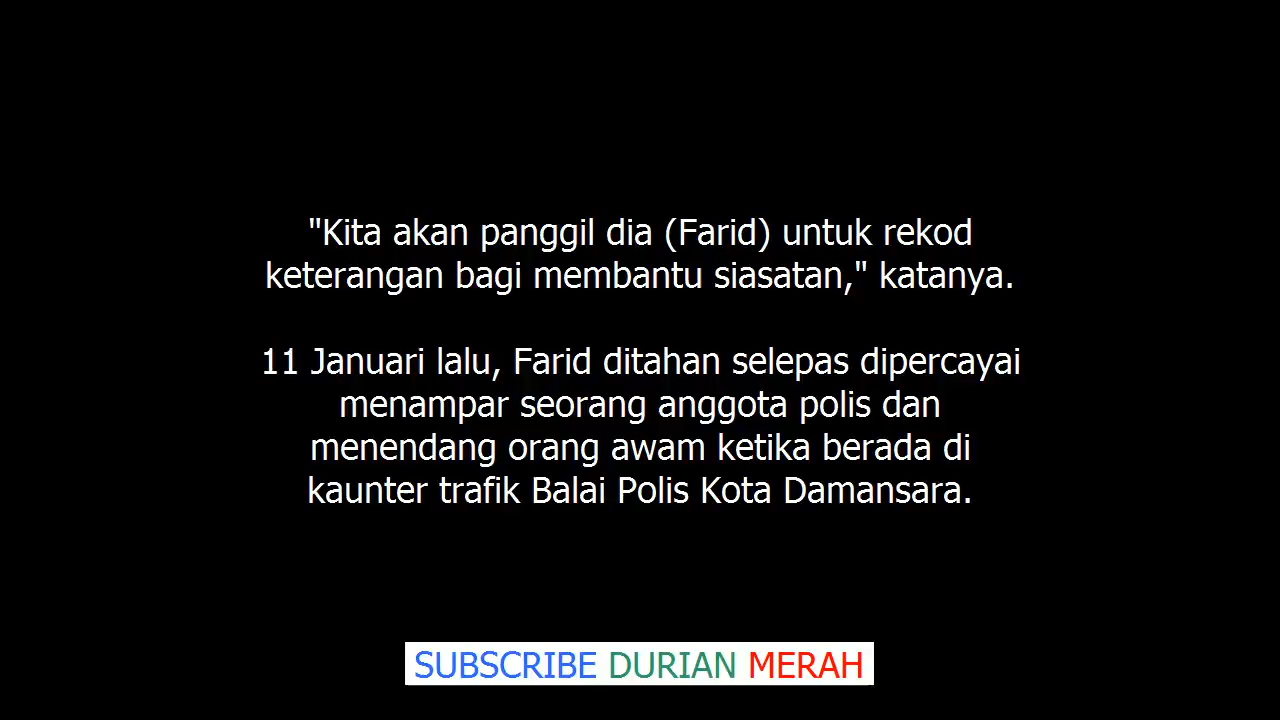 "Kita akan panggil dia (Farid) untuk rekod
keterangan bagi membantu siasatan," katanya.
11 Januari lalu, Farid ditahan selepas dipercayai
menampar seorang anggota polis dan
menendang orang awam ketika berada di
kaunter trafik Balai Polis Kota Damansara.
SUBSCRIBE DURIAN MERAH